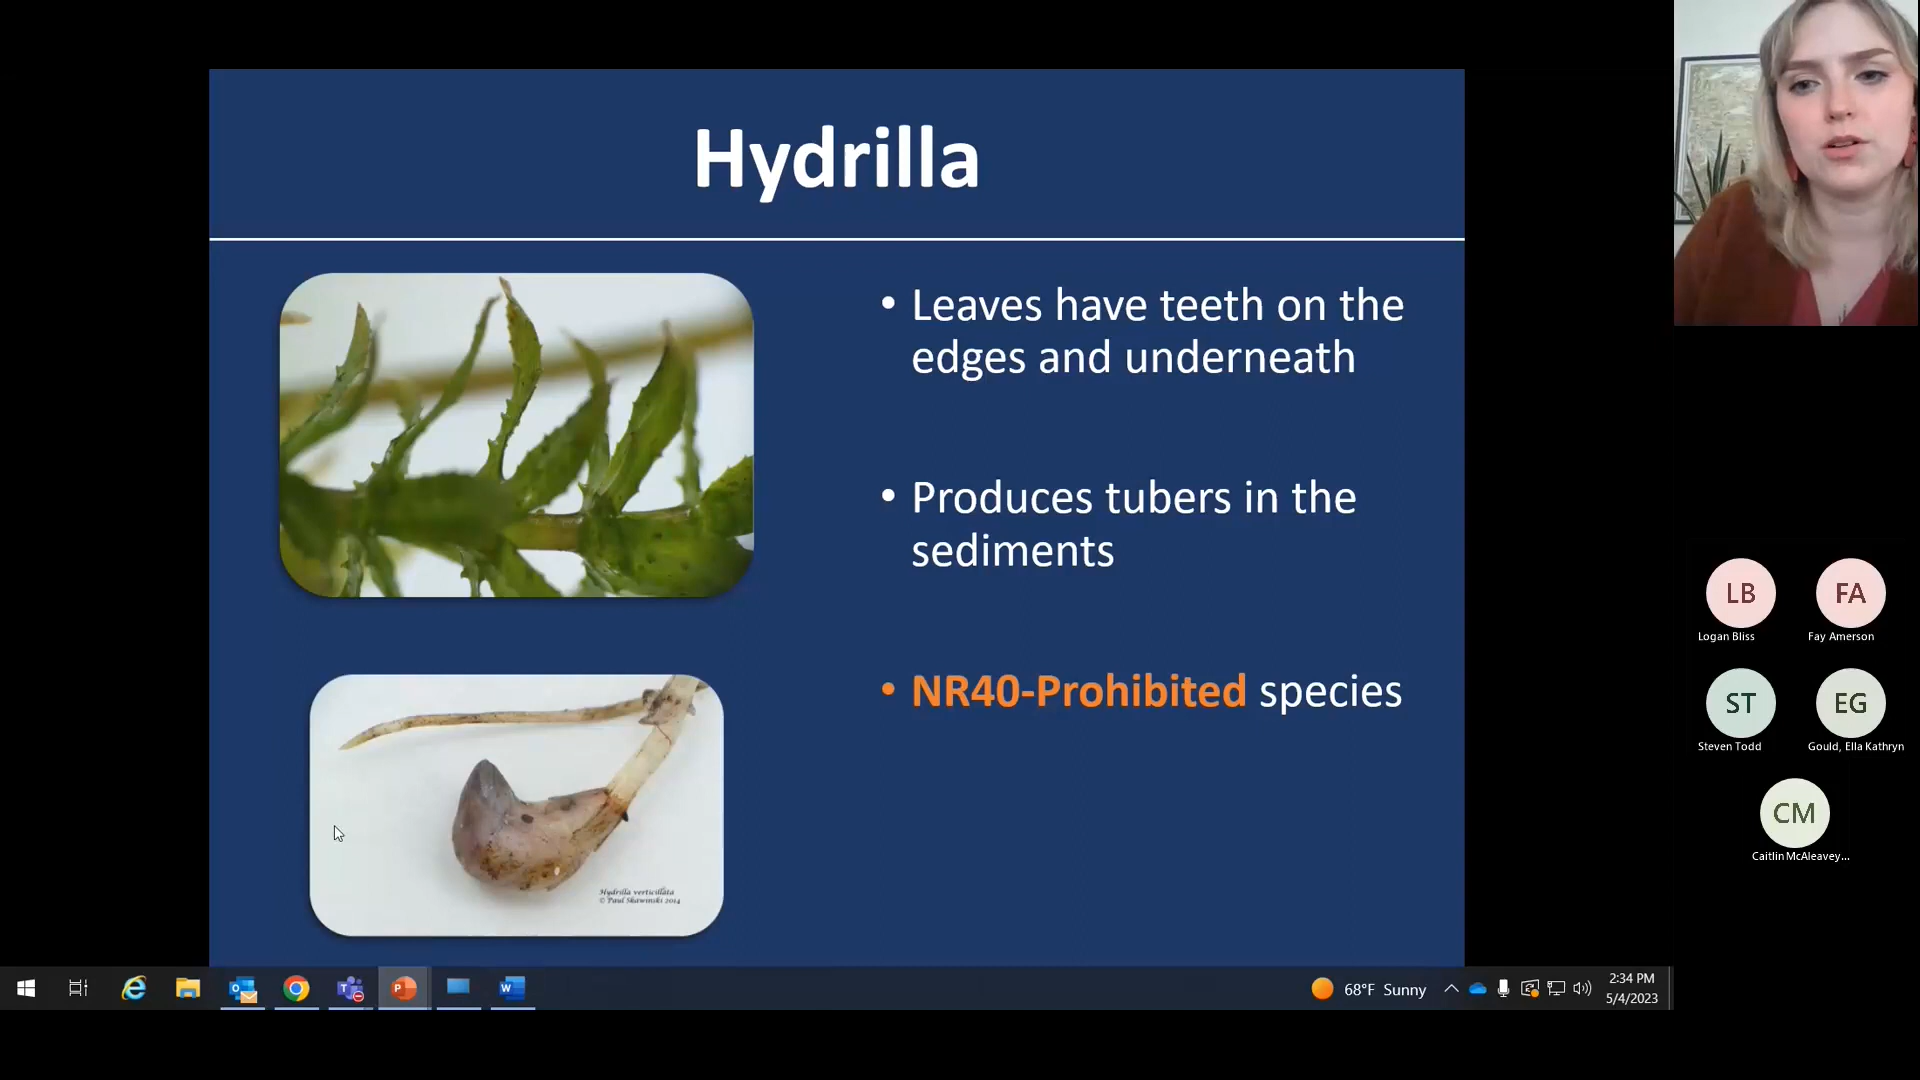 Hydrilla
• Leaves have teeth on the
edges and underneath
• Produces tubers in the
sediments
• NR40-Prohibited species
Hydrilla verticillata
© Paul Skawinski 2014
LB
FA
Logan Bliss
Fay Amerson
ST
EG
Steven Todd
Gould, Ella Kathryn
CM
Caitlin McAleavey...
68°F Sunny
2:34 PM
5/4/2023